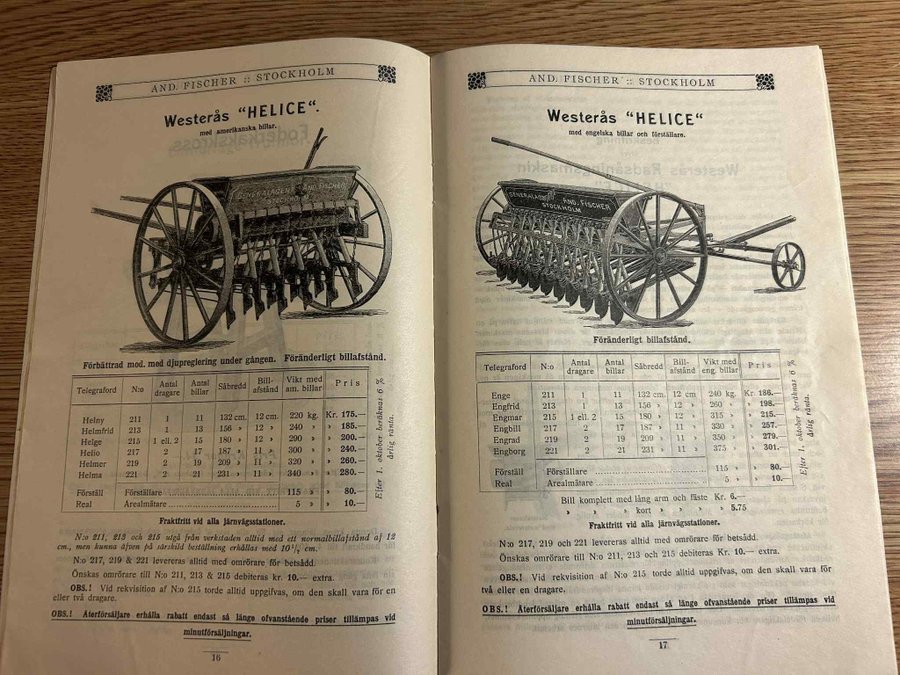 AND. FISCHER :: STOCKHOLM
Westerås "HELICE".
med amerikanska billar.
GENERALAGENT AND. FISCHER
STOCKHOLM
Förbättrad mod. med djupreglering under gången. Föränderligt billafstånd.
Telegraford N:o Antal dragare Antal billar Såbredd Bill-afstånd Vikt med am. billar Pris
Helny 211 1 11 132 cm. 12 cm. 220 kg. Kr. 175.—
Helmfrid 213 1 13 156 » 12 » 240 » » 185.—
Helge 215 1 ell. 2 15 180 » 12 » 290 » » 200.—
Helio 217 2 17 187 » 11 » 300 » » 240.—
Helmer 219 2 19 209 » 11 » 320 » » 260.—
Helma 221 2 21 231 » 11 » 340 » » 280.—
Förställ Förställare 115 » » 80.—
Real Arealmätare 5 » » 10.—
Efter 1. oktober beräknas 6 % årlig ränta.
Fraktfritt vid alla järnvägsstationer.
N:o 211, 213 och 215 utgå från verkstaden alltid med ett normalbillafstånd af 12
cm., men kunna äfven på särskild beställning erhållas med 10½ cm.
N:o 217, 219 & 221 levereras alltid med omrörare för betsådd.
Önskas omrörare till N:o 211, 213 & 215 debiteras kr. 10.— extra.
OBS.! Vid rekvisition af N:o 215 torde alltid uppgifvas, om den skall vara för en
eller två dragare.
OBS.! Återförsäljare erhålla rabatt endast så länge ofvanstående priser tillämpas vid
minutförsäljningar.
16
AND. FISCHER :: STOCKHOLM
Westerås "HELICE"
med engelska billar och förställare.
GENERALAGENT AND. FISCHER
STOCKHOLM
Föränderligt billafstånd.
Telegraford N:o Antal dragare Antal billar Såbredd Bill-afstånd Vikt med eng. billar Pris
Enge 211 1 11 132 cm. 12 cm 240 kg. Kr. 186.—
Engfrid 213 1 13 156 » 12 » 260 » » 198.—
Engmar 215 1 ell. 2 15 180 » 12 » 315 » » 215.—
Engbill 217 2 17 187 » 11 » 330 » » 257.—
Engrad 219 2 19 209 » 11 » 350 » » 279.—
Engborg 221 2 21 231 » 11 » 375 » » 301.—
Förställ Förställare 115 » » 80.—
Real Arealmätare 5 » » 10.—
Efter 1. oktober beräknas 6 % årlig ränta.
Bill komplett med lång arm och fäste Kr. 6.—
» » » kort » » » 5.75
Fraktfritt vid alla järnvägsstationer.
N:o 217, 219 och 221 levereras alltid med omrörare för betsådd.
Önskas omrörare till N:o 211, 213 och 215 debiteras Kr. 10.— extra.
OBS.! Vid rekvisition af N:o 215 torde alltid uppgifvas, om den skall vara för
en eller två dragare.
OBS.! Återförsäljare erhålla rabatt endast så länge ofvanstående priser tillämpas vid
minutförsäljningar.
17